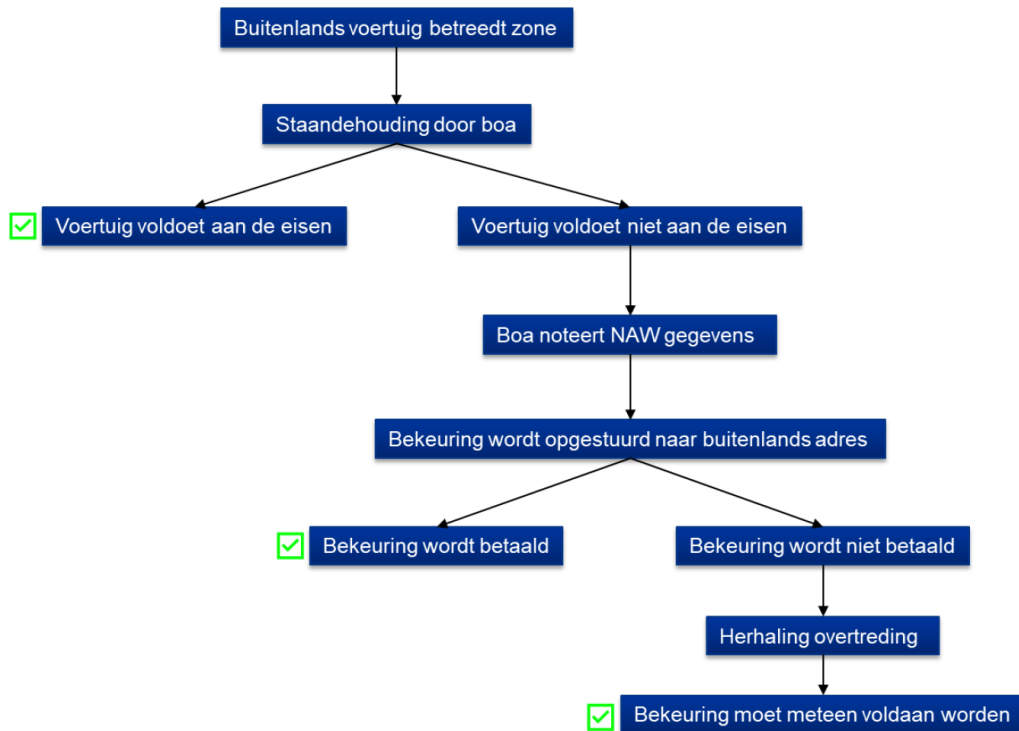 Buitenlands voertuig betreedt zone
Staandehouding door boa
Voertuig voldoet aan de eisen
Voertuig voldoet niet aan de eisen
Boa noteert NAW gegevens
Bekeuring wordt opgestuurd naar buitenlands adres
Bekeuring wordt betaald
Bekeuring wordt niet betaald
Herhaling overtreding
Bekeuring moet meteen voldaan worden